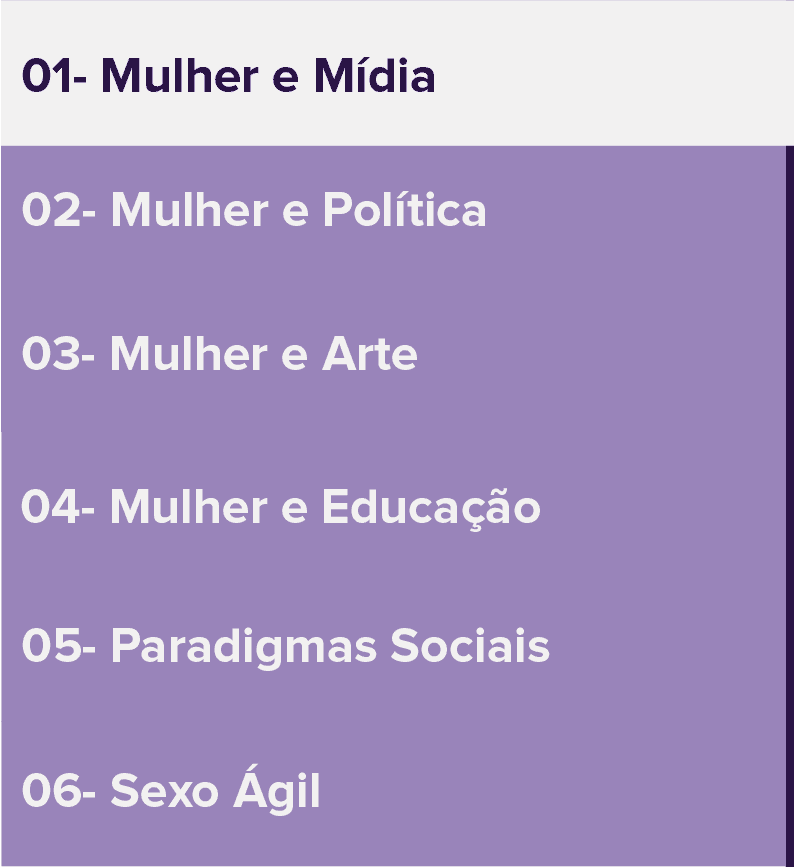 01- Mulher e Mídia
02- Mulher e Política
03- Mulher e Arte
04- Mulher e Educação
05- Paradigmas Sociais
06- Sexo Ágil